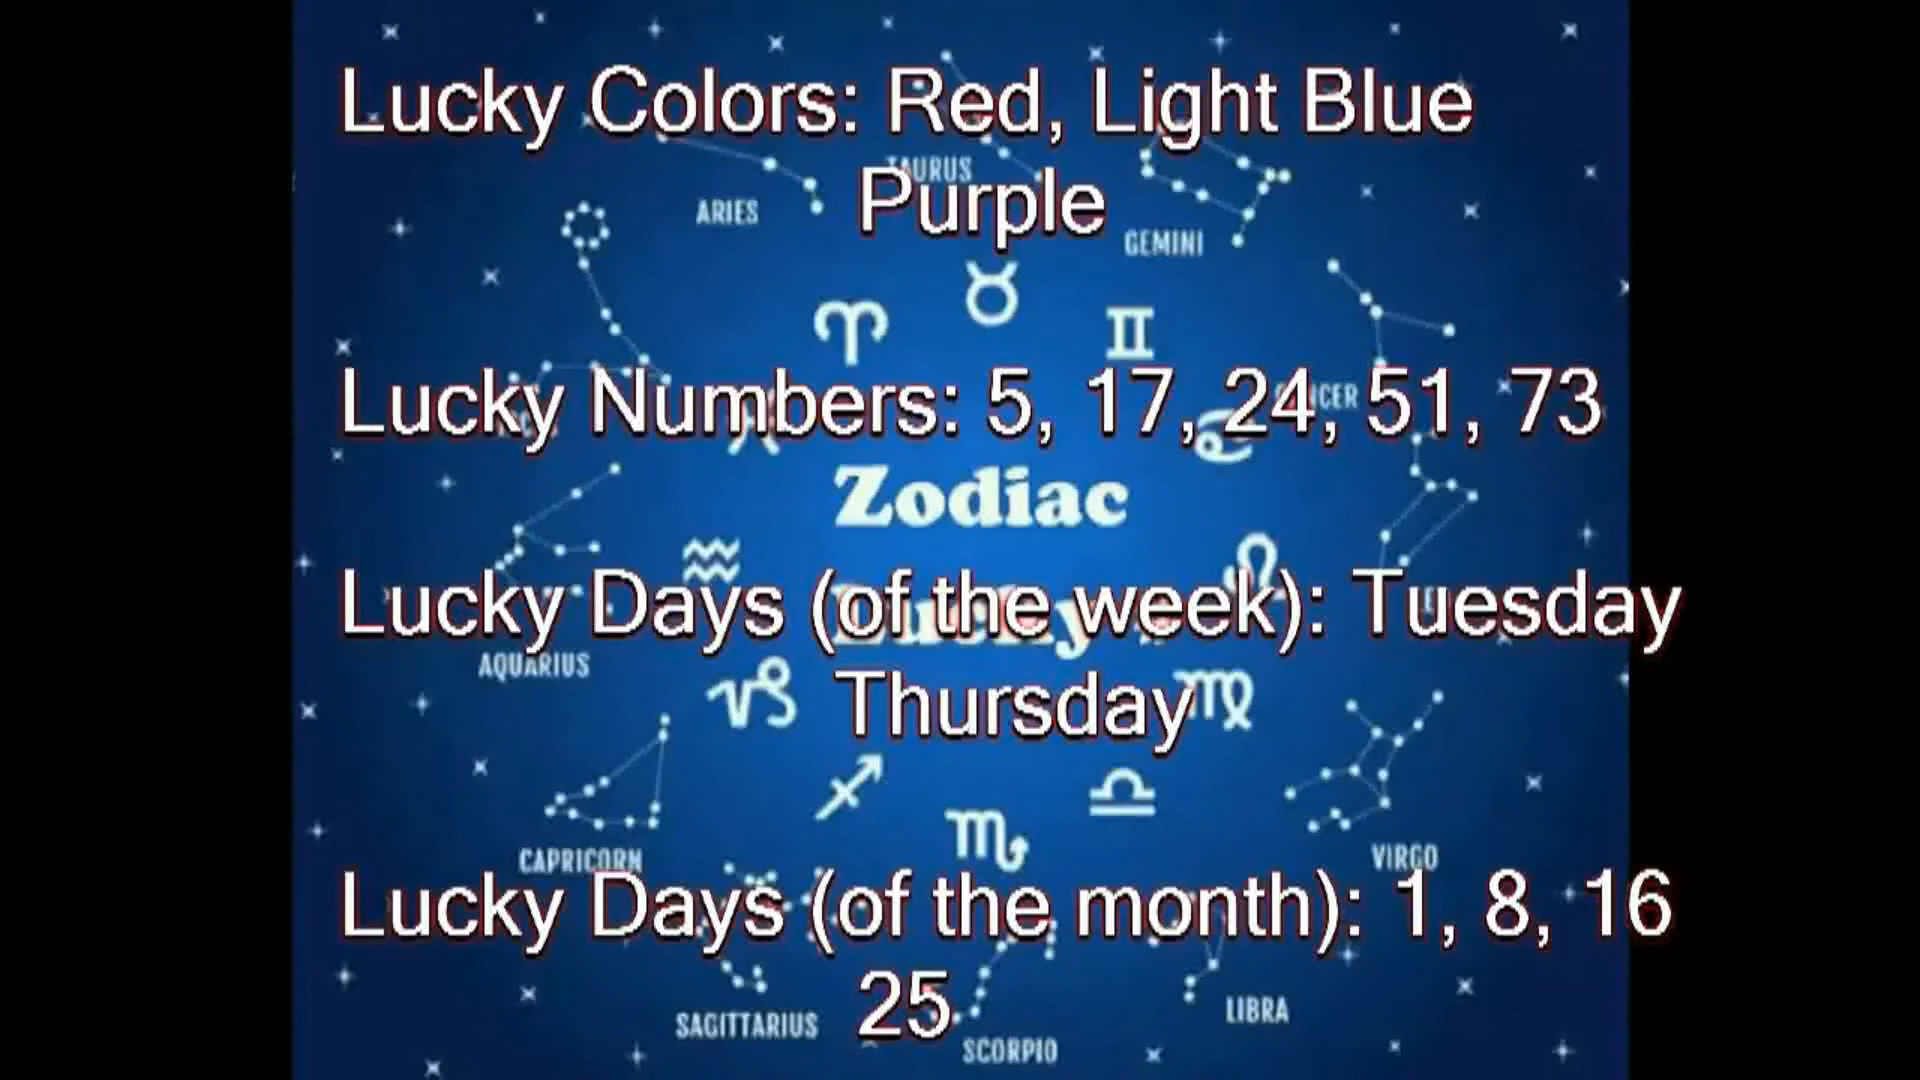 Lucky Colors: Red, Light Blue
Purple
TAURUS
ARIES
GEMINI
Lucky Numbers: 5, 17, 24, 51, 73
Zodiac
Lucky Days (of the week): Tuesday
Lucky
Thursday
AQUARIUS
CAPRICORN
VIRGO
Lucky Days (of the month): 1, 8, 16
25
SAGITTARIUS
LIBRA
SCORPIO